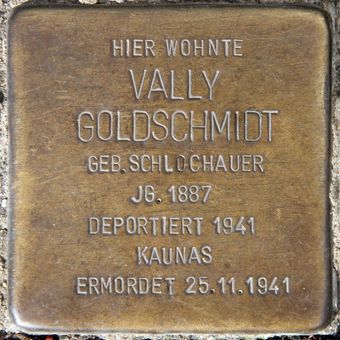 HIER WOHNTE
VALLY
GOLDSCHMIDT
GEB. SCHLOCHAUER
JG. 1887
DEPORTIERT 1941
KAUNAS
ERMORDET 25.11.1941